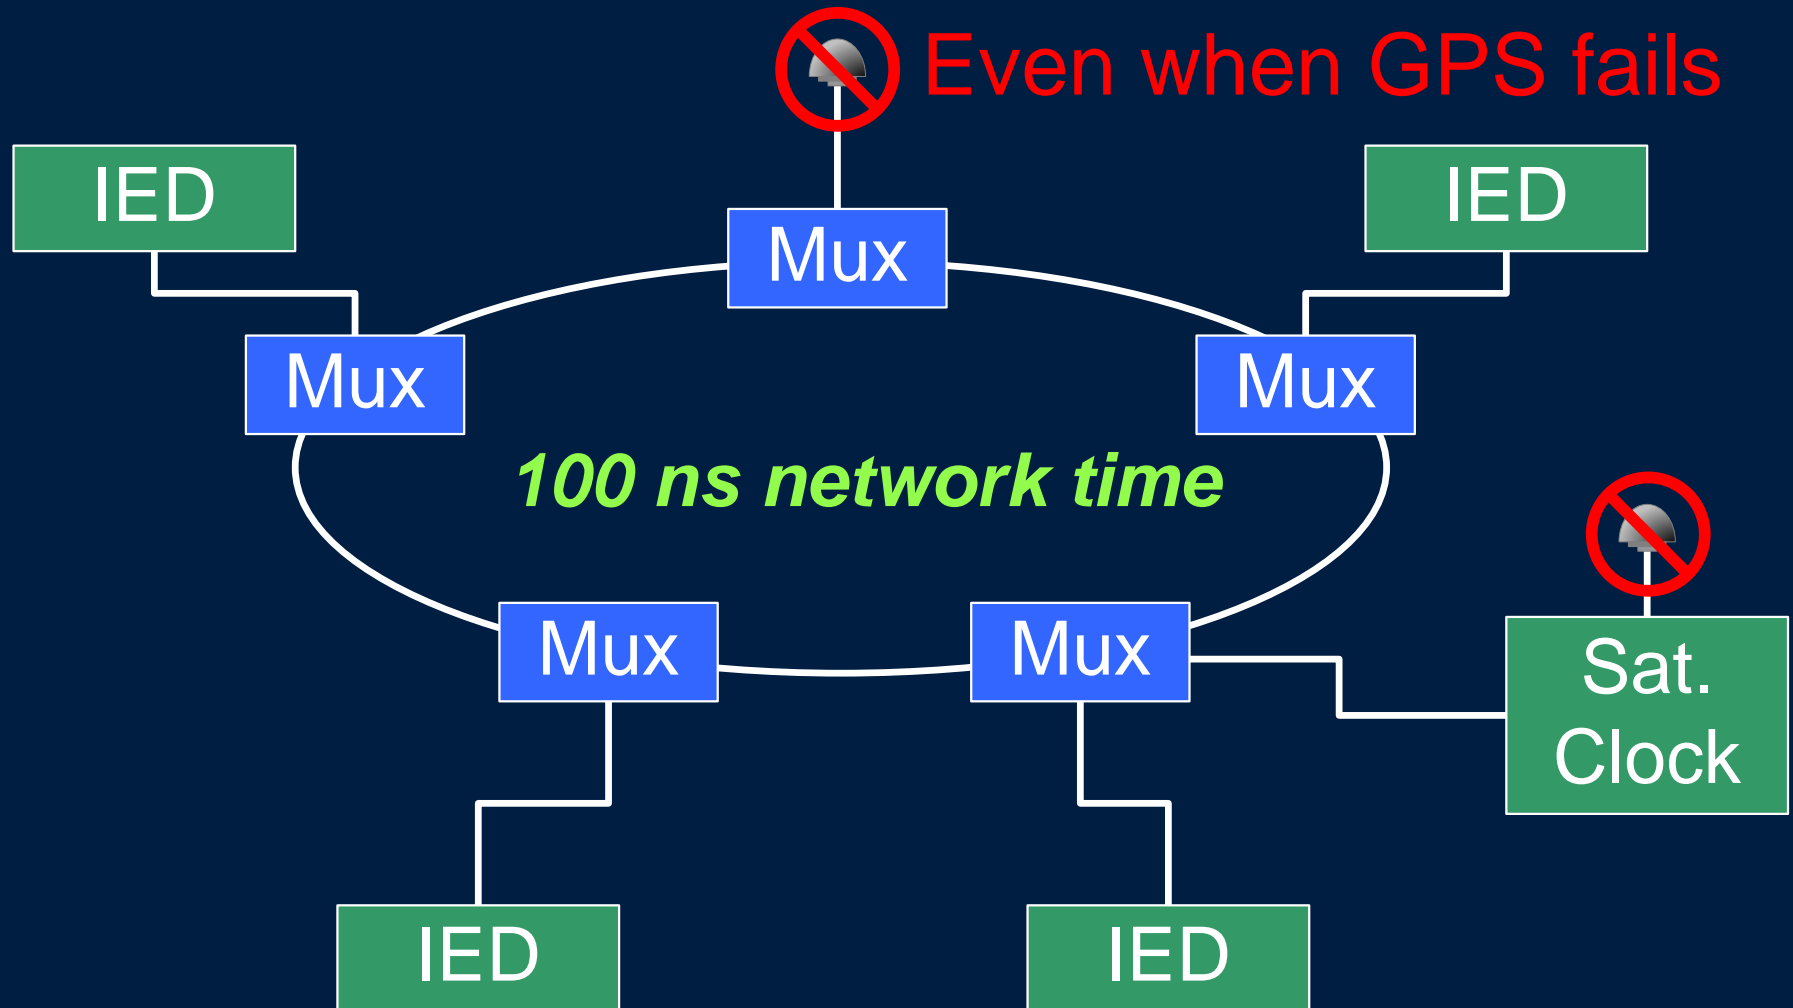 Even when GPS fails
IED
IED
Mux
Mux
Mux
100 ns network time
Mux
Mux
Sat.
Clock
IED
IED